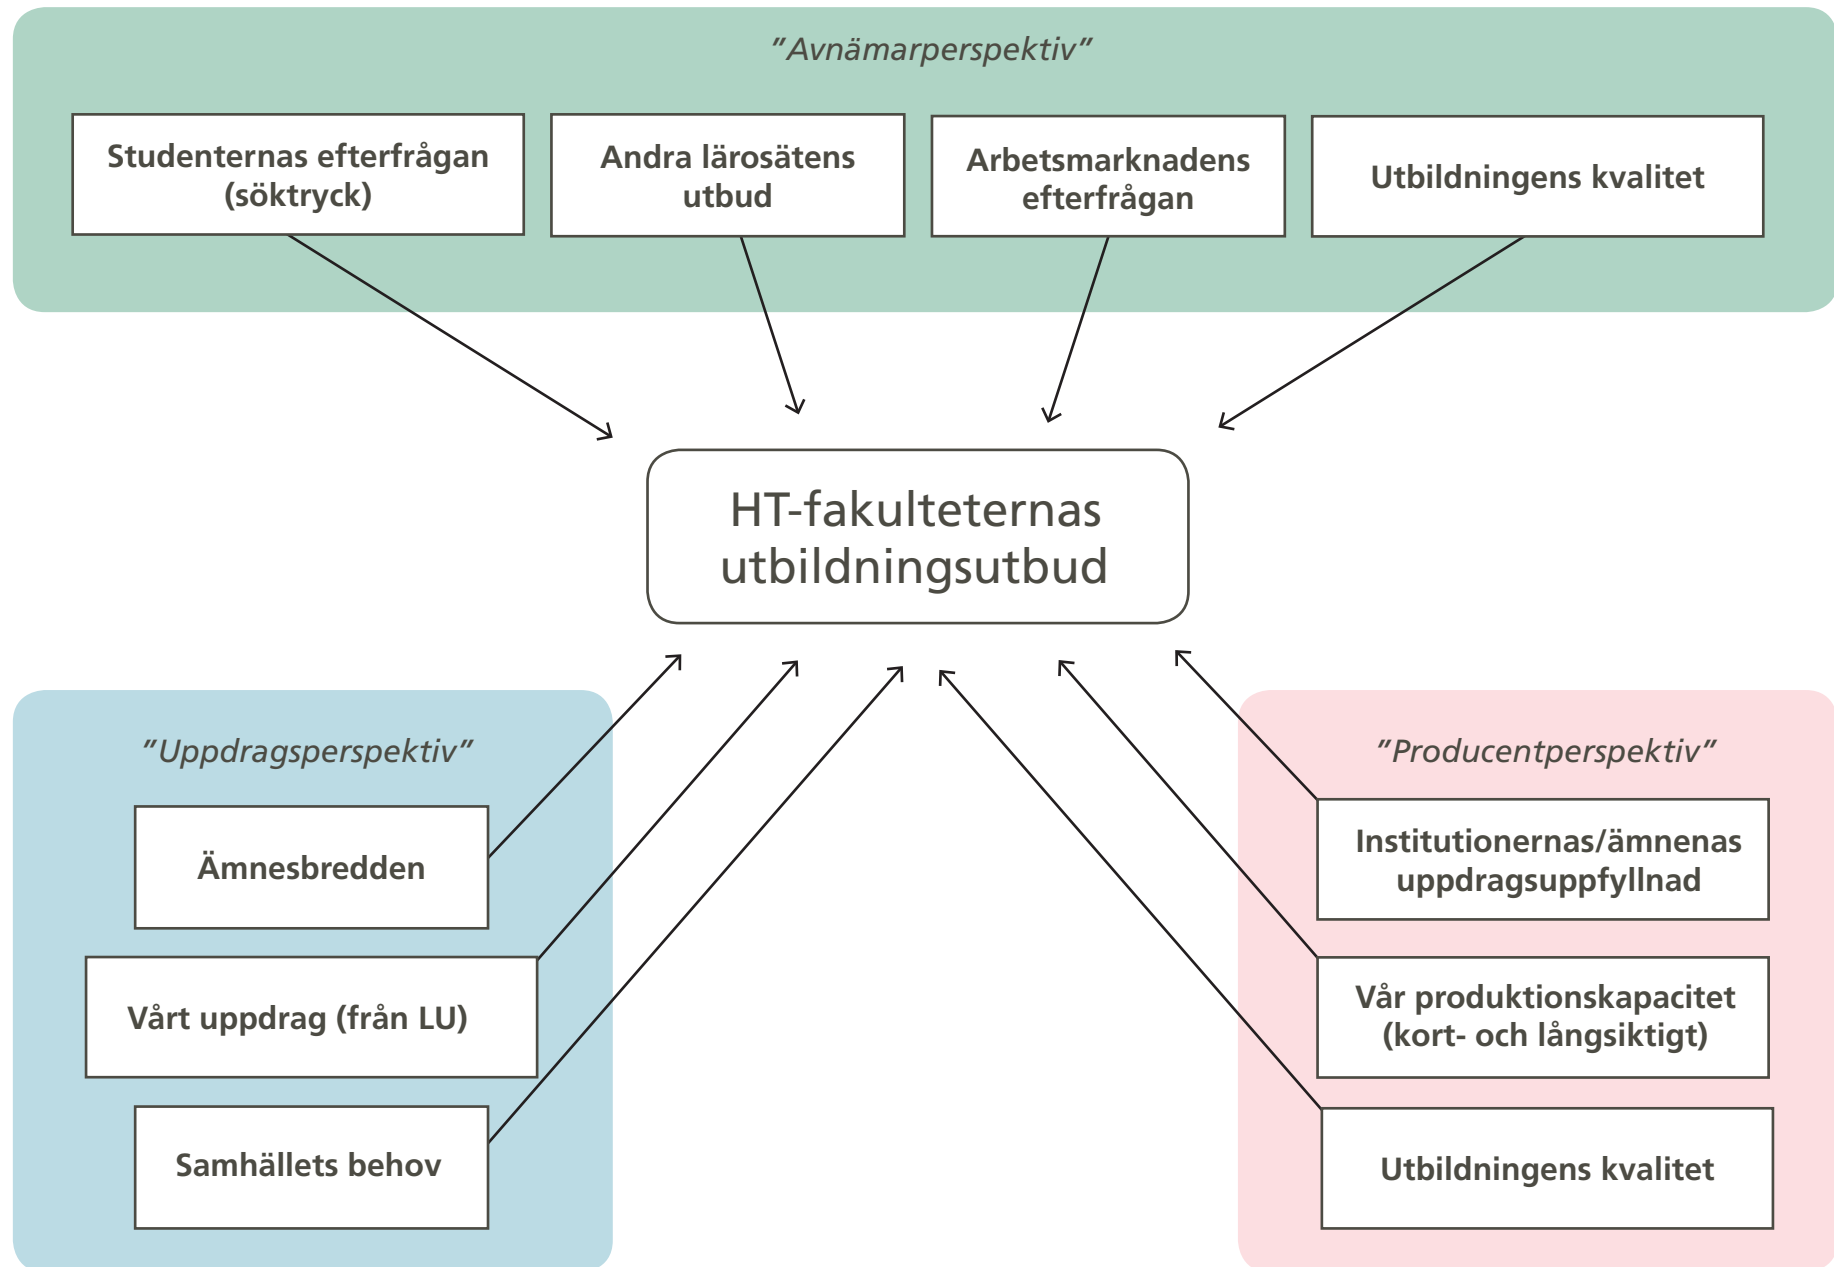 ”Avnämarperspektiv”
Studenternas efterfrågan
(söktryck)
Andra lärosätens
utbud
Arbetsmarknadens
efterfrågan
Utbildningens kvalitet
HT-fakulteternas
utbildningsutbud
”Uppdragsperspektiv”
Ämnesbredden
Vårt uppdrag (från LU)
Samhällets behov
”Producentperspektiv”
Institutionernas/ämnenas
uppdragsuppfyllnad
Vår produktionskapacitet
(kort- och långsiktigt)
Utbildningens kvalitet